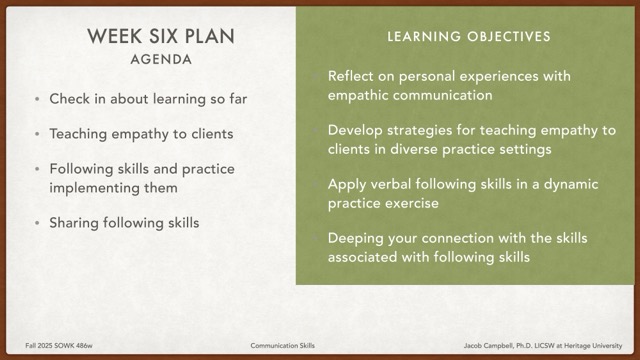 WEEK SIX PLAN
AGENDA
• Check in about learning so far
• Teaching empathy to clients
• Following skills and practice
implementing them
• Sharing following skills
LEARNING OBJECTIVES
Reflect on personal experiences with
empathic communication
Develop strategies for teaching empathy to
clients in diverse practice settings
Apply verbal following skills in a dynamic
practice exercise
Deeping your connection with the skills
associated with following skills
Fall 2025 SOWK 486w
Communication Skills
Jacob Campbell, Ph.D. LICSW at Heritage University